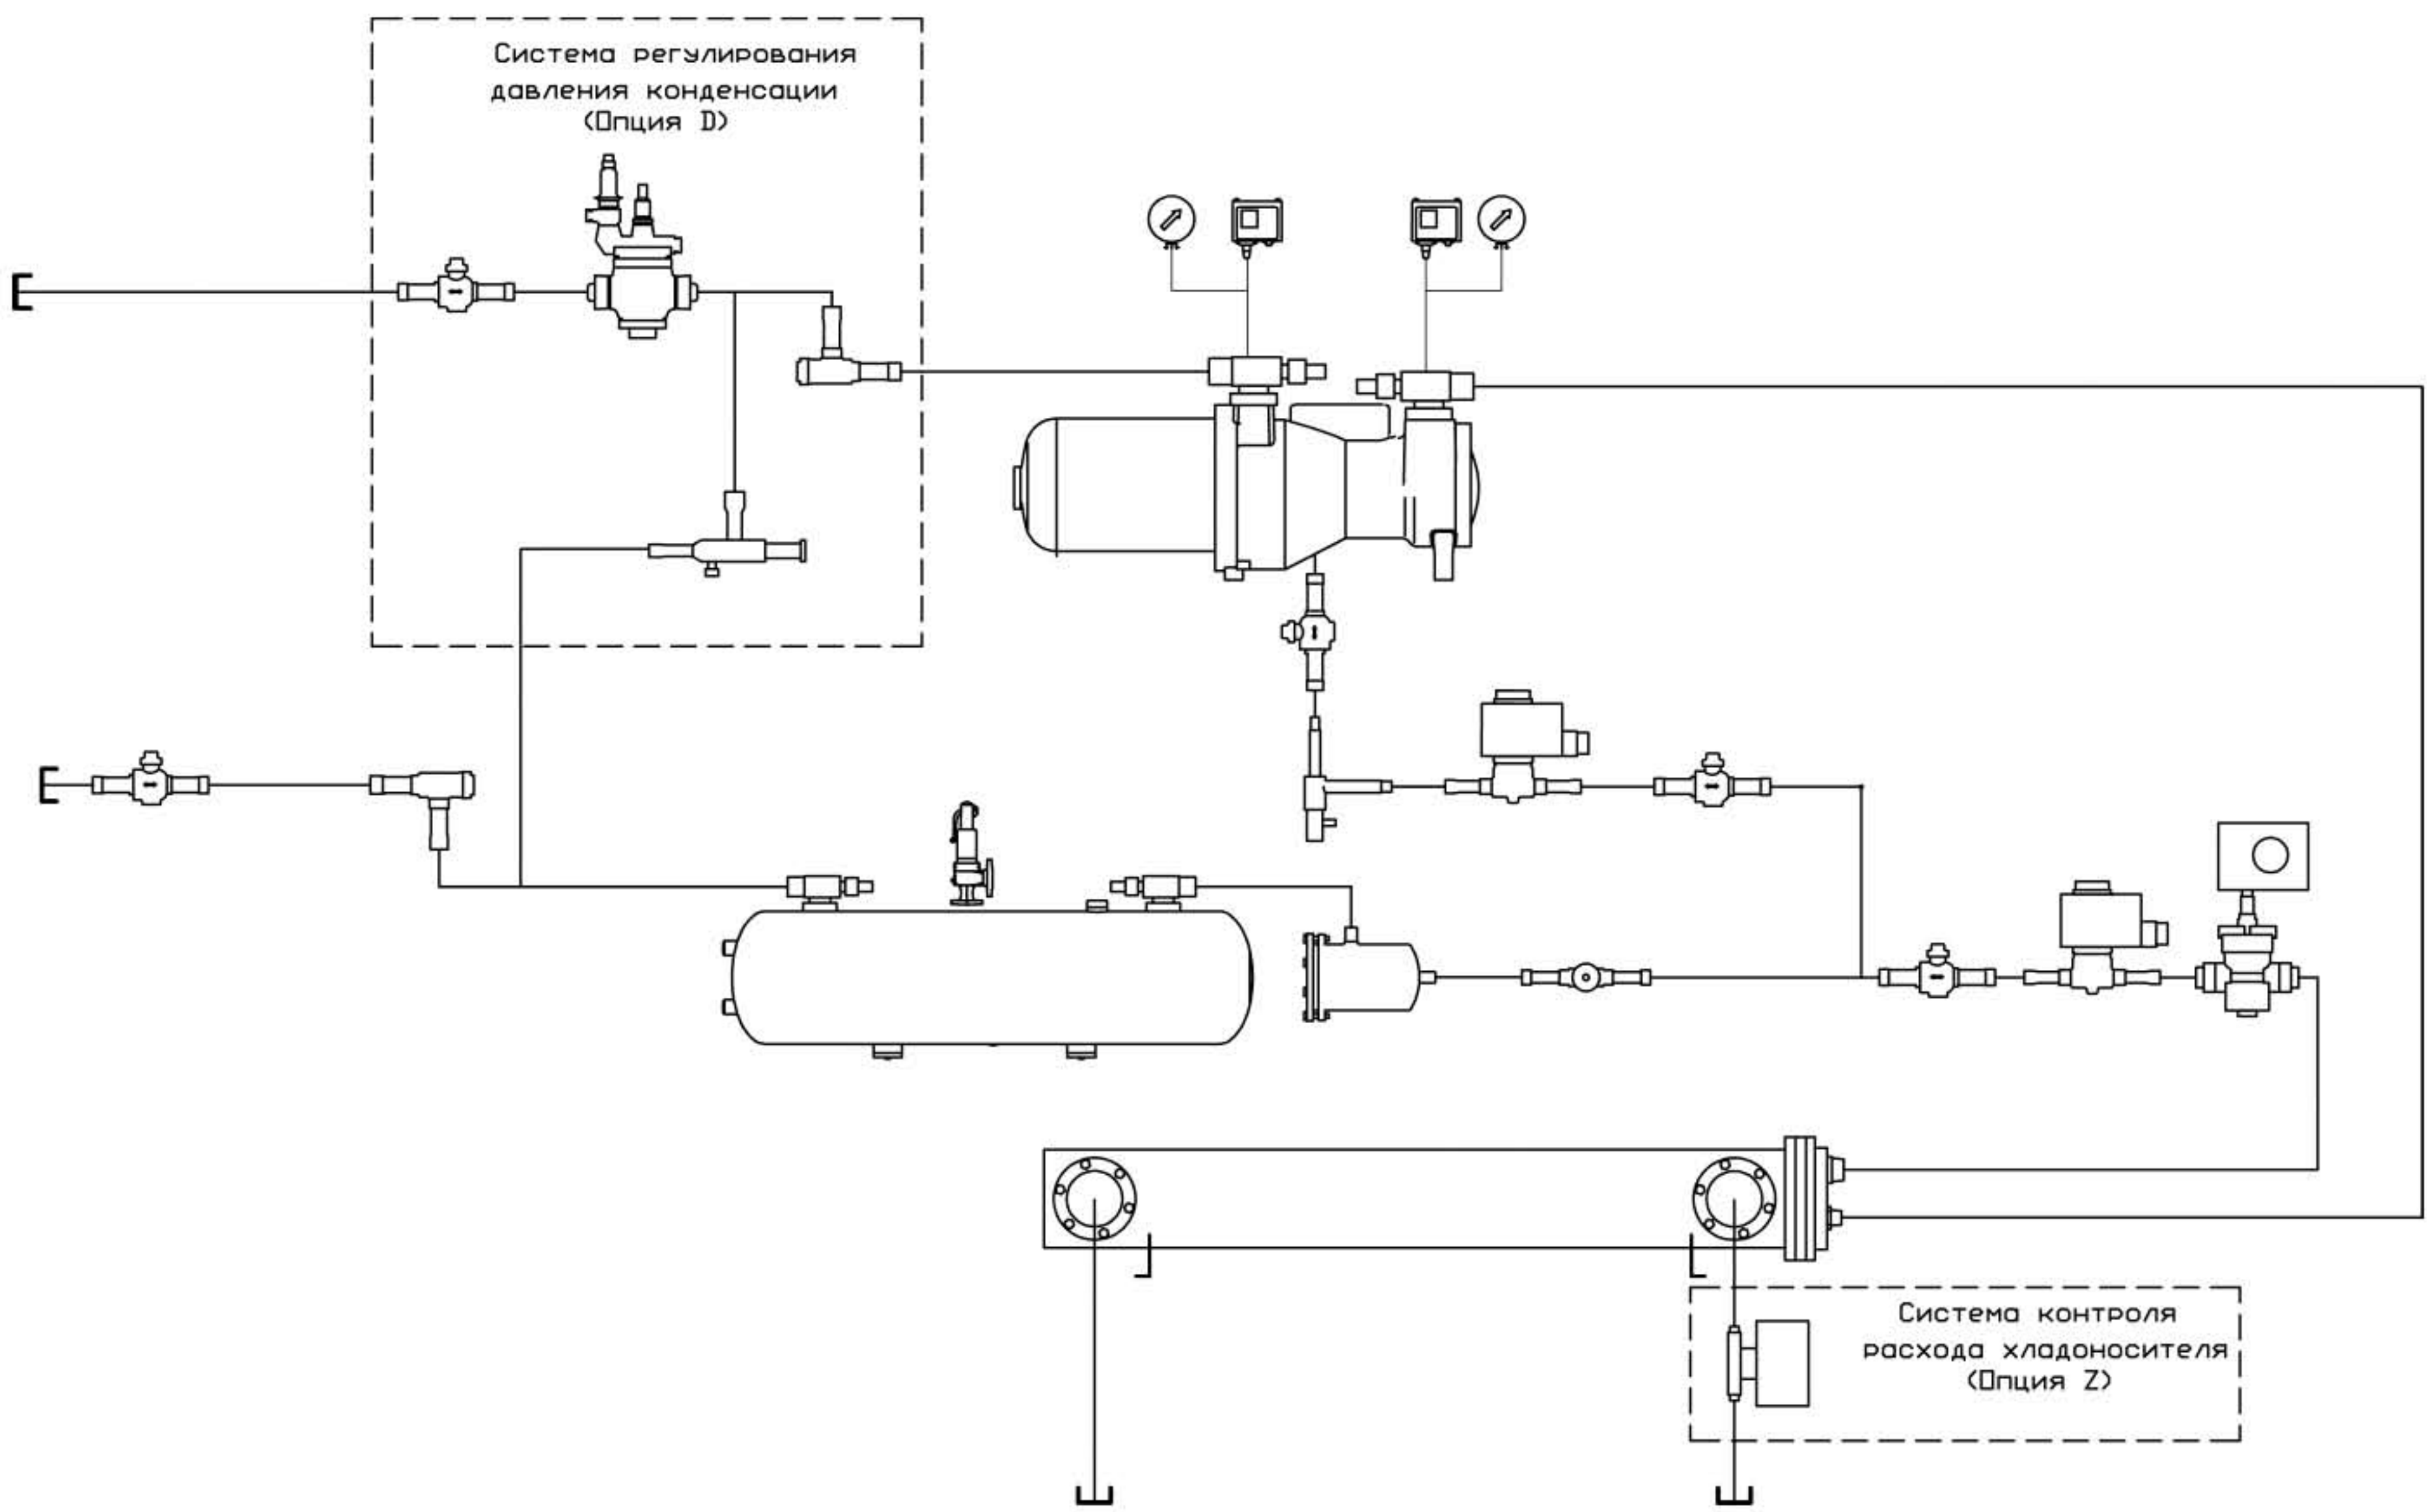 Система регулирования
давления конденсации
(Опция D)
Система контроля
расхода хладоносителя
(Опция Z)